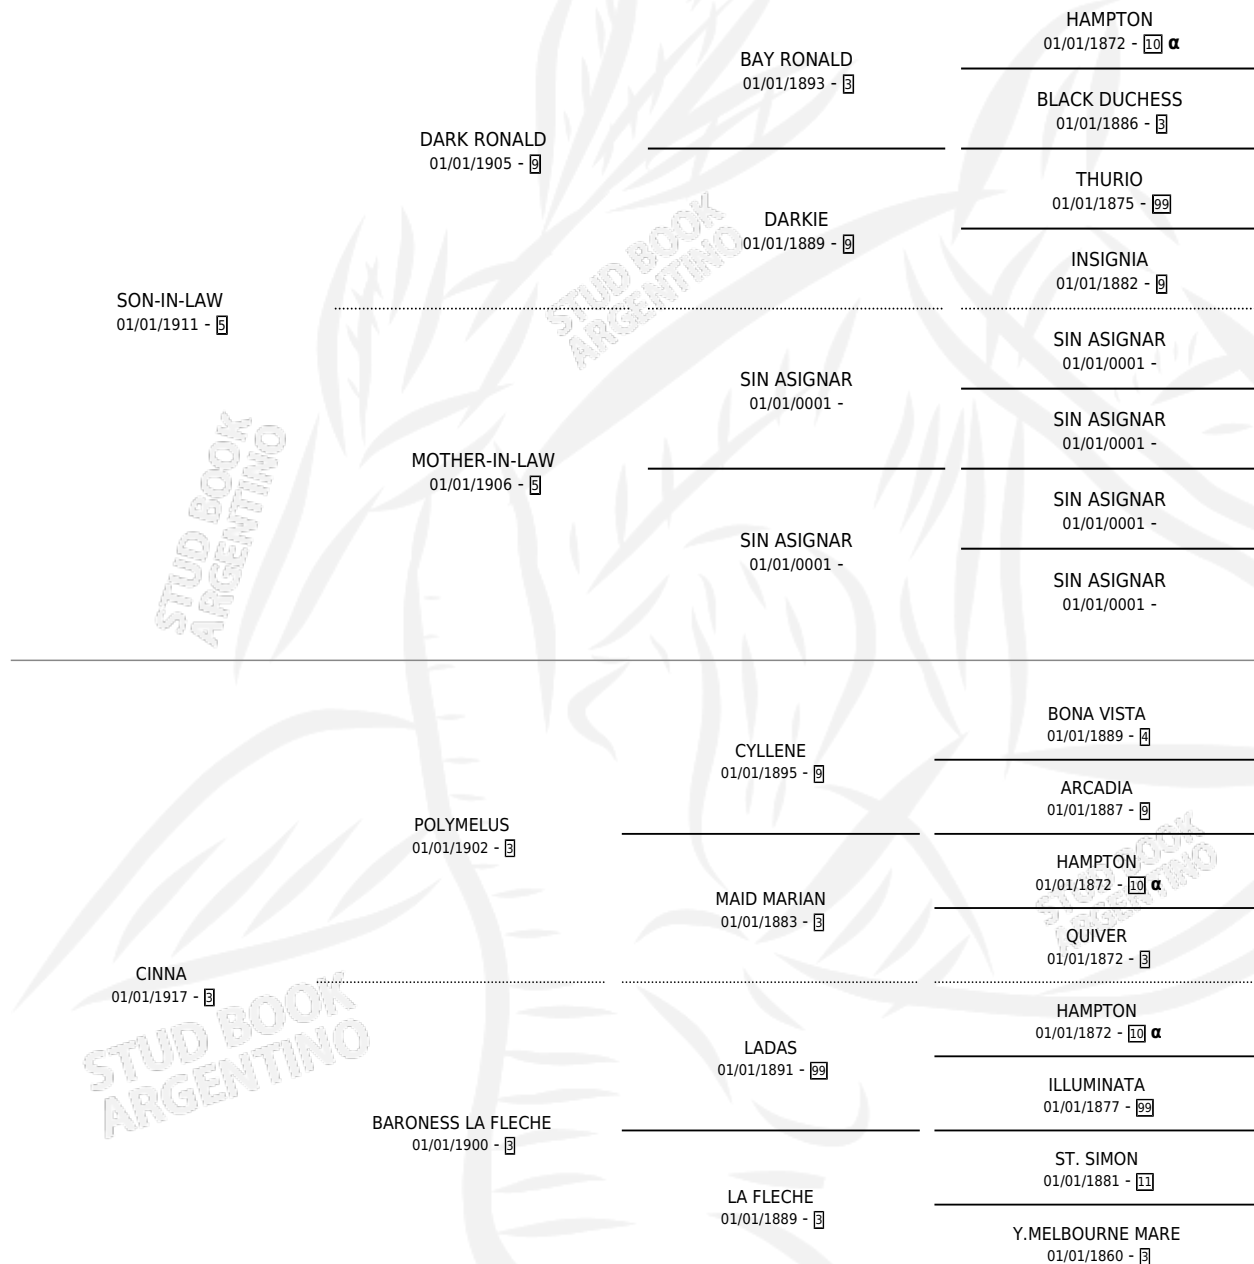 HAMPTON
01/01/1872 - 10 α
BAY RONALD
01/01/1893 - 3
BLACK DUCHESS
01/01/1886 - 3
DARK RONALD
01/01/1905 - 9
THURIO
01/01/1875 - 99
DARKIE
01/01/1889 - 9
INSIGNIA
01/01/1882 - 9
SON-IN-LAW
01/01/1911 - 5
SIN ASIGNAR
01/01/0001 -
SIN ASIGNAR
01/01/0001 -
SIN ASIGNAR
01/01/0001 -
MOTHER-IN-LAW
01/01/1906 - 5
SIN ASIGNAR
01/01/0001 -
SIN ASIGNAR
01/01/0001 -
SIN ASIGNAR
01/01/0001 -
STUD BOOK
ARGENTINO
STUD BOOK
ARGENTINO
BONA VISTA
01/01/1889 - 4
CYLLENE
01/01/1895 - 9
ARCADIA
01/01/1887 - 9
POLYMELUS
01/01/1902 - 3
HAMPTON
01/01/1872 - 10 α
MAID MARIAN
01/01/1883 - 3
QUIVER
01/01/1872 - 3
CINNA
01/01/1917 - 3
HAMPTON
01/01/1872 - 10 α
LADAS
01/01/1891 - 99
ILLUMINATA
01/01/1877 - 99
BARONESS LA FLECHE
01/01/1900 - 3
ST. SIMON
01/01/1881 - 11
LA FLECHE
01/01/1889 - 3
Y.MELBOURNE MARE
01/01/1860 - 3
STUD BOOK
ARGENTINO
STUD BOOK
ARGENTINO